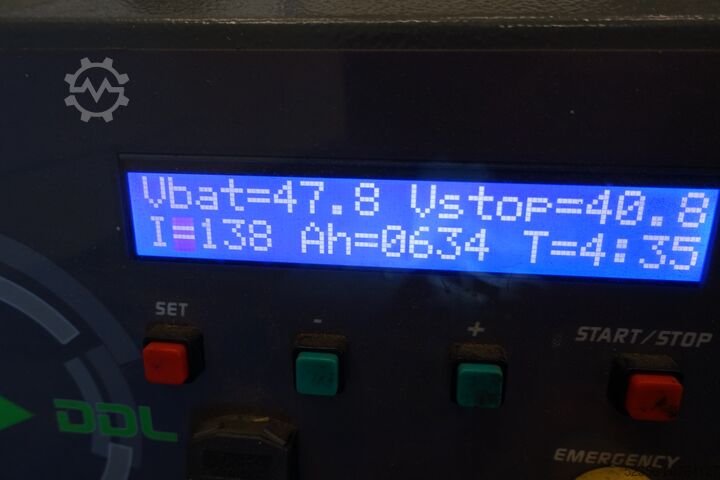 Vbat=47.8 Vstop=40.8
I=138 Ah=0634 T=4:35
SET
-
+
START/STOP
DDL
EMERGENCY